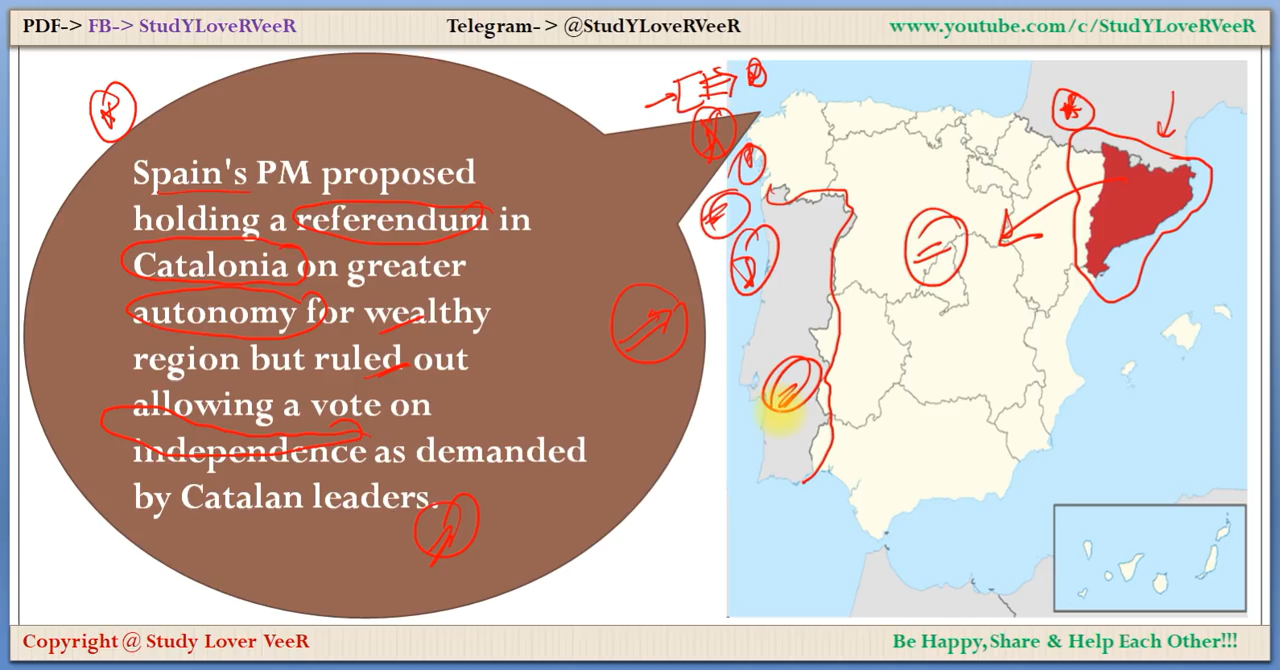 PDF-> FB-> StudYLoveRVeeR
Telegram-> @StudYLoveRVeeR
www.youtube.com/c/StudYLoveRVeeR
Spain's PM proposed
holding a referendum in
Catalonia on greater
autonomy for wealthy
region but ruled out
allowing a vote on
independence as demanded
by Catalan leaders.
Copyright @ Study Lover VeeR
Be Happy,Share & Help Each Other!!!